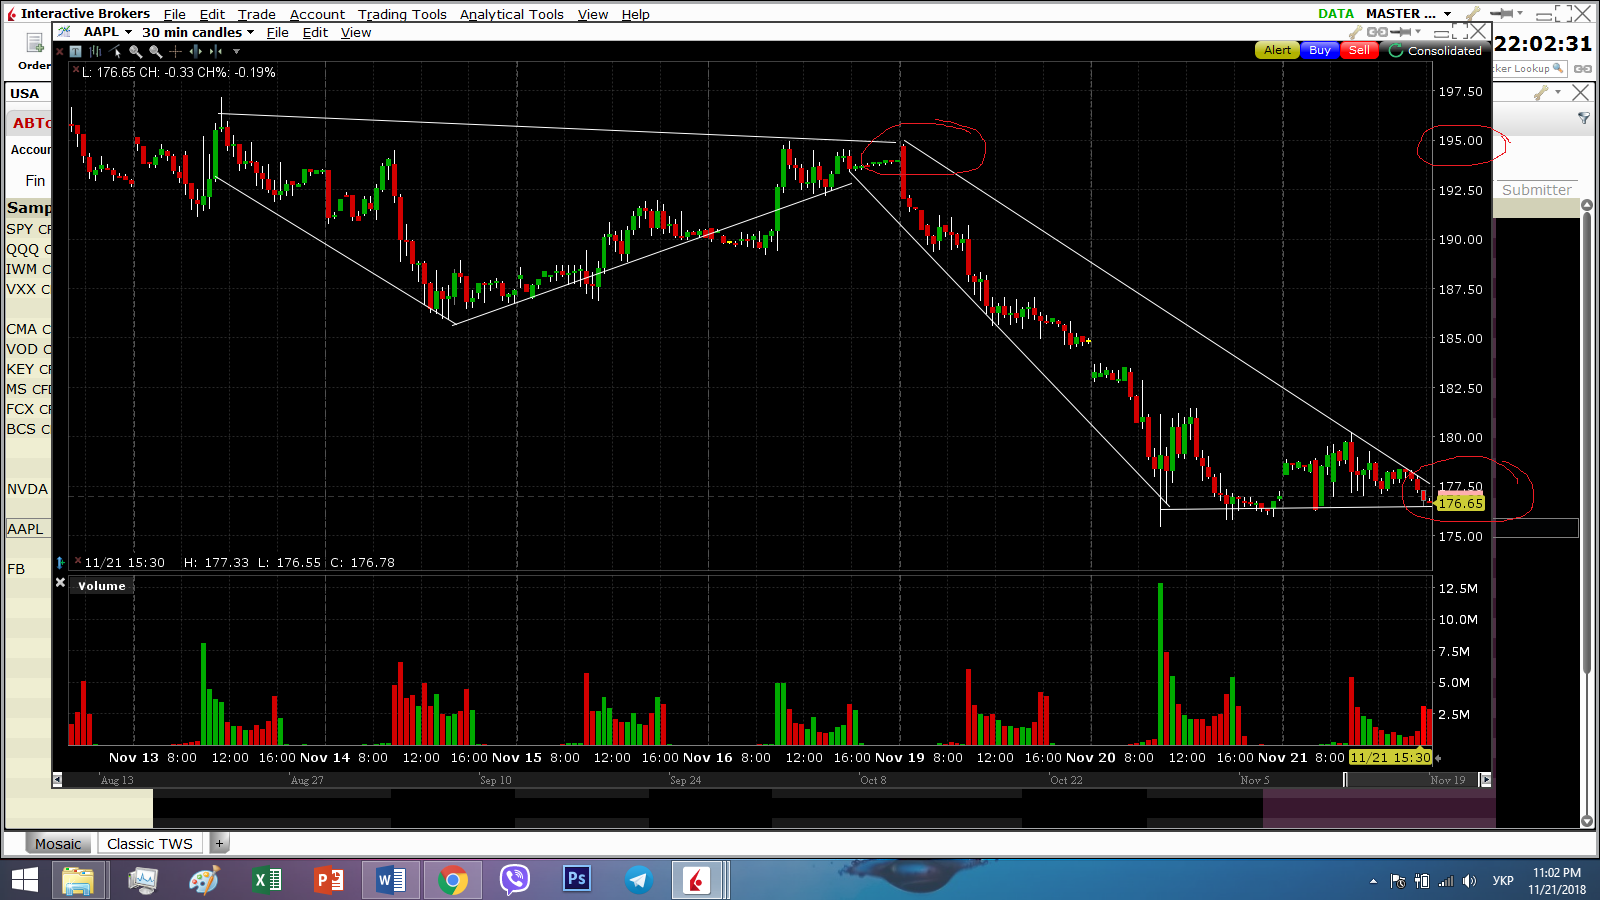 Interactive Brokers File Edit Trade Account Trading Tools Analytical Tools View Help DATA MASTER ...
AAPL 30 min candles File Edit View
22:02:31
Order
Alert Buy Sell Consolidated
cker Lookup
L: 176.65 CH: -0.33 CH%: -0.19%
USA
ABTo
Accour
Fin
Submitter
Samp
SPY CF
QQQ C
IWM CF
VXX CF
CMA C
VOD C
KEY CF
MS CFD
FCX CF
BCS C
NVDA
AAPL
FB
197.50
195.00
192.50
190.00
187.50
185.00
182.50
180.00
177.50
176.65
175.00
11/21 15:30 H: 177.33 L: 176.55 C: 176.78
Volume
12.5M
10.0M
7.5M
5.0M
2.5M
Nov 13 8:00 12:00 16:00 Nov 14 8:00 12:00 16:00 Nov 15 8:00 12:00 16:00 Nov 16 8:00 12:00 16:00 Nov 19 8:00 12:00 16:00 Nov 20 8:00 12:00 16:00 Nov 21 8:00 11/21 15:30
Aug 13 Aug 27 Sep 10 Sep 24 Oct 8 Oct 22 Nov 5 Nov 19
Mosaic Classic TWS +
Ps
УКР
11:02 PM
11/21/2018